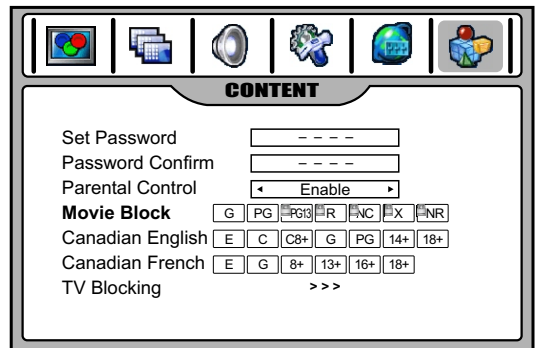 CONTENT
Set Password – – – –
Password Confirm – – – –
Parental Control Enable
Movie Block G PG PG13 R NC X NR
Canadian English E C C8+ G PG 14+ 18+
Canadian French E G 8+ 13+ 16+ 18+
TV Blocking >>>